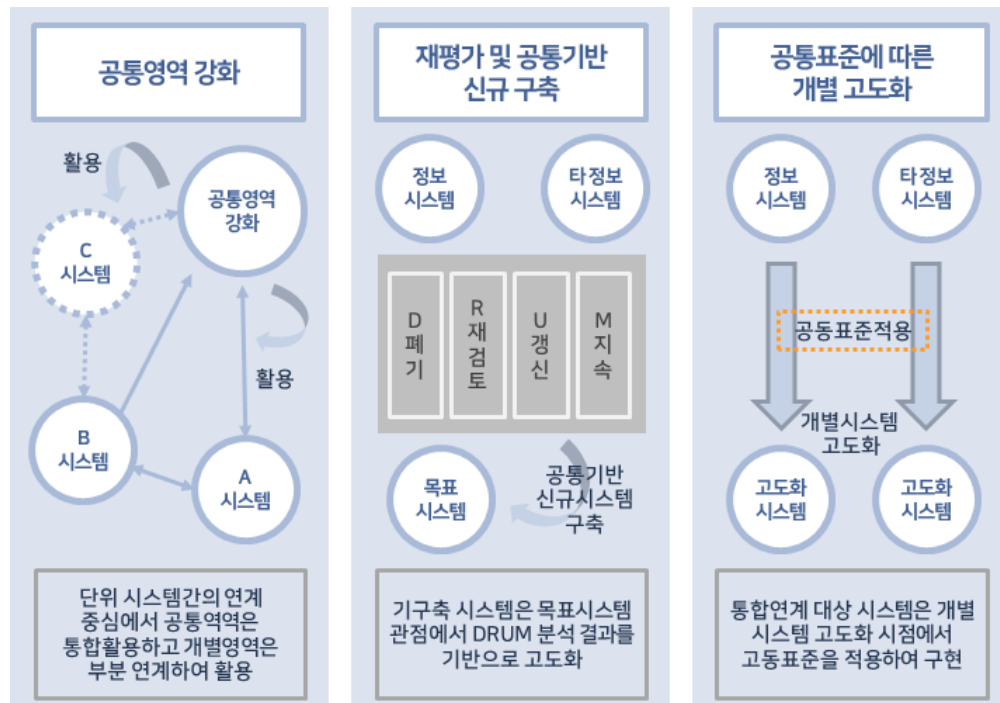 공통영역 강화
활용
공통영역
강화
C
시스템
활용
B
시스템
A
시스템
단위 시스템간의 연계
중심에서 공통역역은
통합활용하고 개별영역은
부분 연계하여 활용
재평가 및 공통기반
신규 구축
정보
시스템
타정보
시스템
D
폐
기
R
재
검
토
U
갱
신
M
지
속
목표
시스템
공통기반
신규시스템
구축
기구축 시스템은 목표시스템
관점에서 DRUM 분석 결과를
기반으로 고도화
공통표준에 따른
개별 고도화
정보
시스템
타정보
시스템
공동표준적용
개별시스템
고도화
고도화
시스템
고도화
시스템
통합연계 대상 시스템은 개별
시스템 고도화 시점에서
고동표준을 적용하여 구현